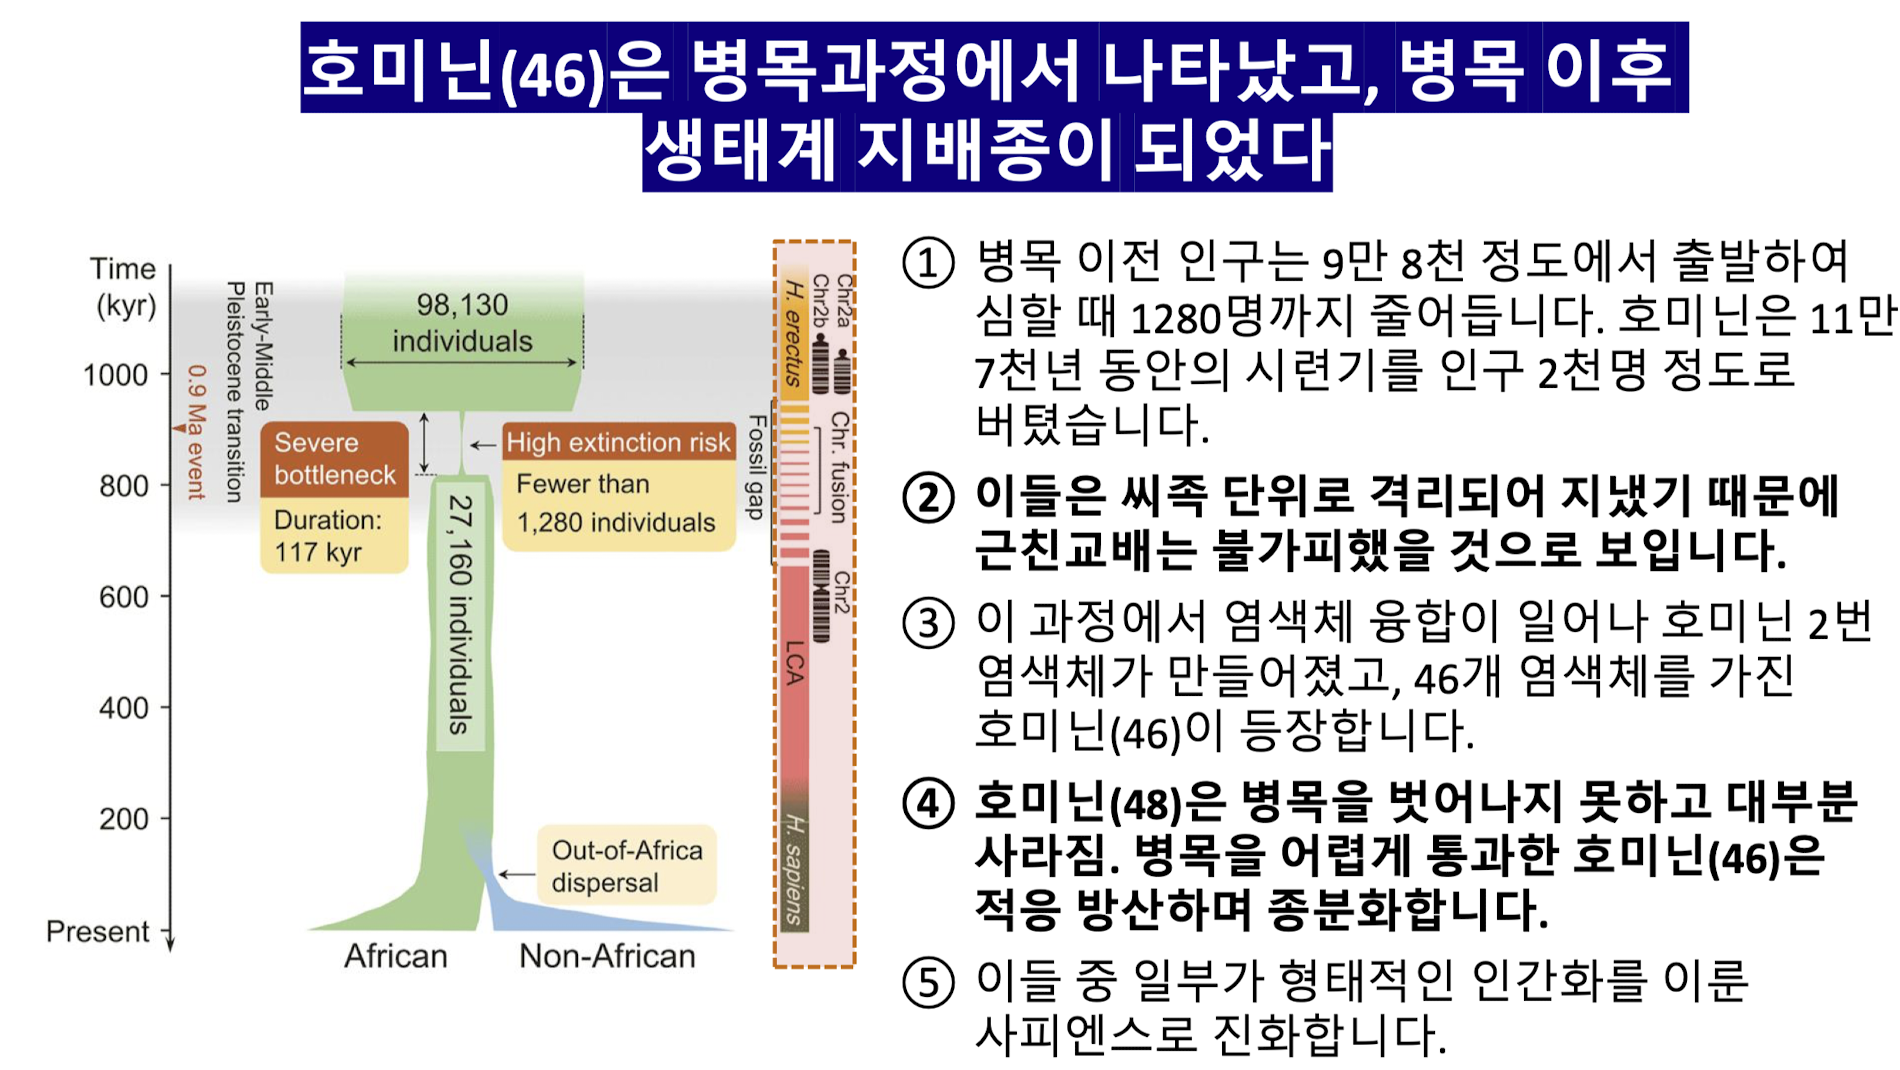 호미닌(46)은 병목과정에서 나타났고, 병목 이후
생태계 지배종이 되었다
Time
(kyr)
1000
800
600
400
200
Present
0.9 Ma event
Early-Middle
Pleistocene transition
98,130
individuals
Severe
bottleneck
Duration:
117 kyr
High extinction risk
Fewer than
1,280 individuals
27,160 individuals
Out-of-Africa
dispersal
African
Non-African
Fossil gap
H. erectus
LCA
H. sapiens
Chr2b
Chr2a
Chr. fusion
Chr2
① 병목 이전 인구는 9만 8천 정도에서 출발하여
심할 때 1280명까지 줄어듭니다. 호미닌은 11만
7천년 동안의 시련기를 인구 2천명 정도로
버텼습니다.
② 이들은 씨족 단위로 격리되어 지냈기 때문에
근친교배는 불가피했을 것으로 보입니다.
③ 이 과정에서 염색체 융합이 일어나 호미닌 2번
염색체가 만들어졌고, 46개 염색체를 가진
호미닌(46)이 등장합니다.
④ 호미닌(48)은 병목을 벗어나지 못하고 대부분
사라짐. 병목을 어렵게 통과한 호미닌(46)은
적응 방산하며 종분화합니다.
⑤ 이들 중 일부가 형태적인 인간화를 이룬
사피엔스로 진화합니다.